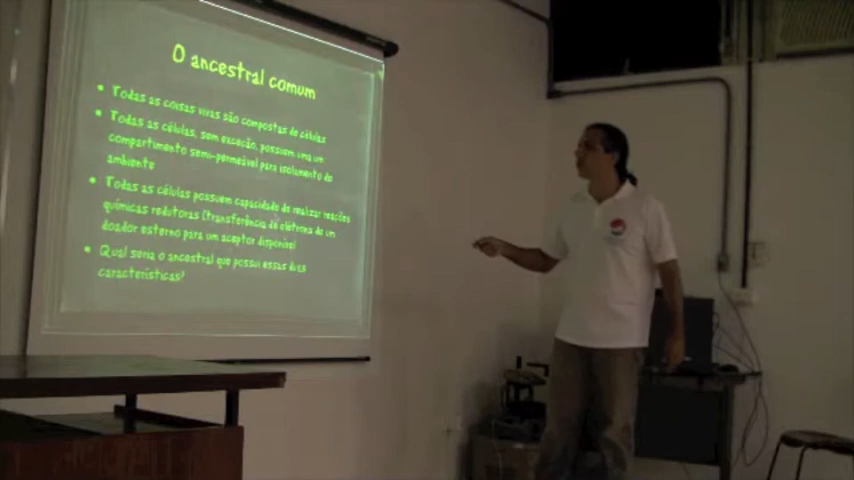 O ancestral comum
• Todas as coisas vivas são compostas de células
• Todas as células, sem exceção, possuem uma um
compartimento semi-permeável para isolamento do
ambiente
• Todas as células possuem capacidade de realizar reações
químicas redutoras (transferência de elétrons de um
doador esterno para um aceptor disponível
• Qual seria o ancestral que possui essas duas
características?